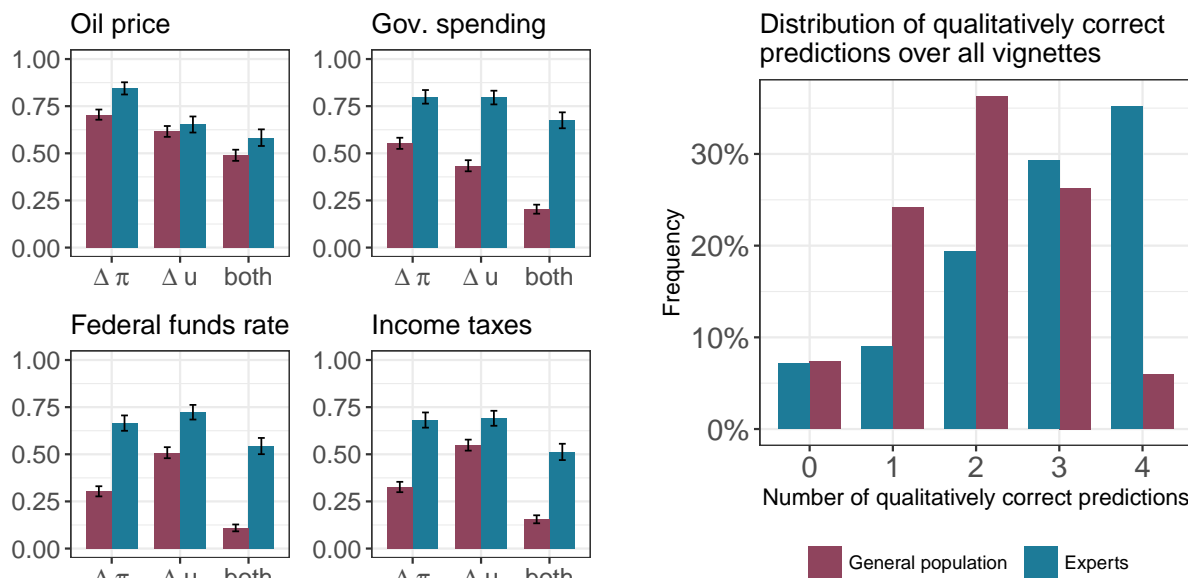 Oil price
1.00
0.75
0.50
0.25
0.00
Δ π Δ u both
Gov. spending
1.00
0.75
0.50
0.25
0.00
Δ π Δ u both
Federal funds rate
1.00
0.75
0.50
0.25
0.00
Δ π Δ u both
Income taxes
1.00
0.75
0.50
0.25
0.00
Δ π Δ u both
Distribution of qualitatively correct
predictions over all vignettes
Frequency
30%
20%
10%
0%
0 1 2 3 4
Number of qualitatively correct predictions
General population Experts